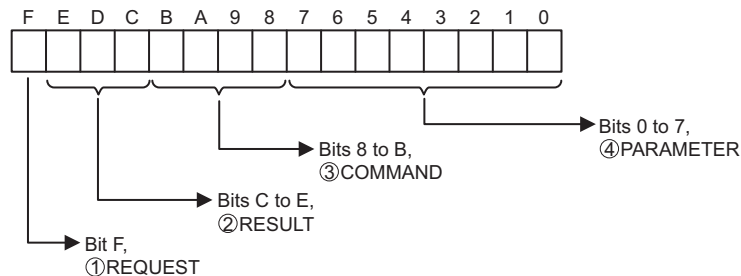 F E D C B A 9 8 7 6 5 4 3 2 1 0
Bits 0 to 7,
④PARAMETER
Bits 8 to B,
③COMMAND
Bits C to E,
②RESULT
Bit F,
①REQUEST